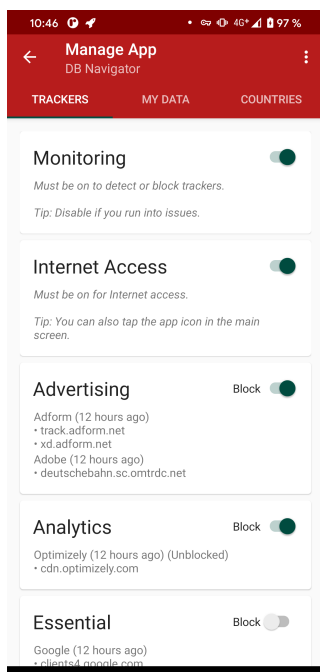 10:46 4G+ 97 %
Manage App
DB Navigator
TRACKERS MY DATA COUNTRIES
Monitoring
Must be on to detect or block trackers.
Tip: Disable if you run into issues.
Internet Access
Must be on for Internet access.
Tip: You can also tap the app icon in the main
screen.
Advertising Block
Adform (12 hours ago)
• track.adform.net
• xd.adform.net
Adobe (12 hours ago)
• deutschebahn.sc.omtrdc.net
Analytics Block
Optimizely (12 hours ago) (Unblocked)
• cdn.optimizely.com
Essential Block
Google (12 hours ago)
• clients4.google.com